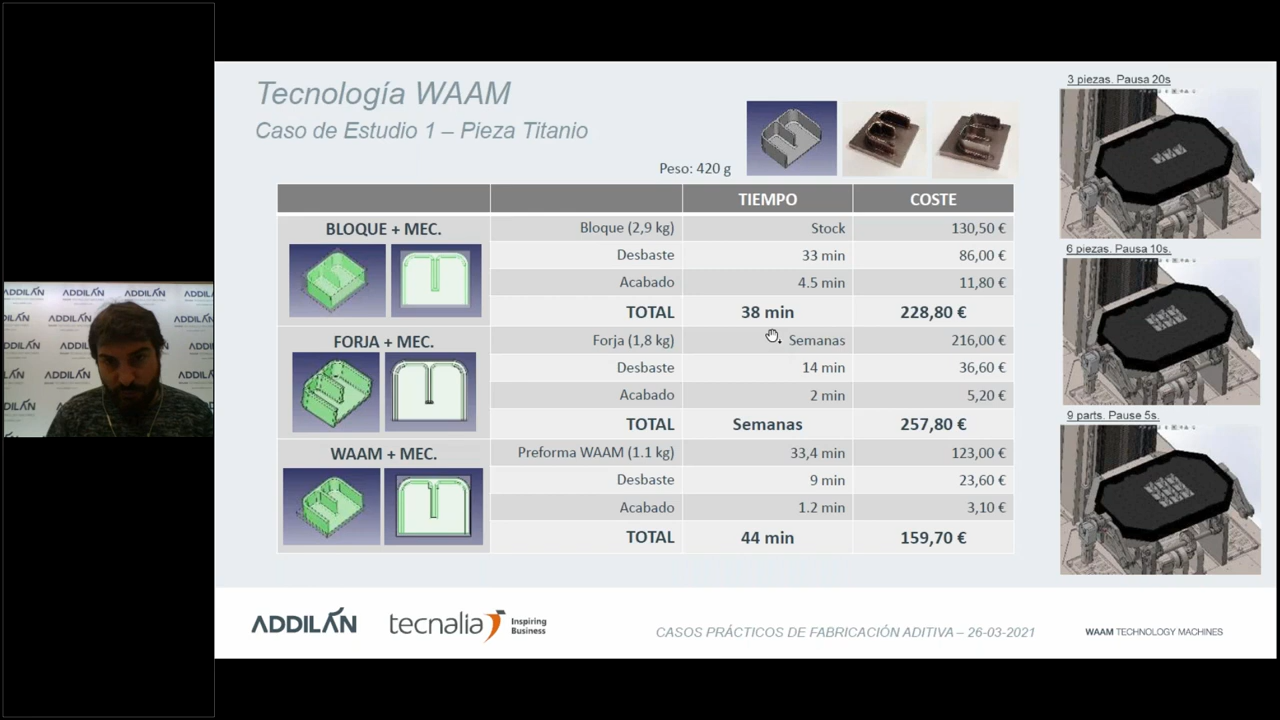 Tecnología WAAM
Caso de Estudio 1 – Pieza Titanio
Peso: 420 g
TIEMPO COSTE
BLOQUE + MEC. Bloque (2,9 kg) Stock 130,50 €
Desbaste 33 min 86,00 €
Acabado 4.5 min 11,80 €
TOTAL 38 min 228,80 €
FORJA + MEC. Forja (1,8 kg) Semanas 216,00 €
Desbaste 14 min 36,60 €
Acabado 2 min 5,20 €
TOTAL Semanas 257,80 €
WAAM + MEC. Preforma WAAM (1.1 kg) 33,4 min 123,00 €
Desbaste 9 min 23,60 €
Acabado 1.2 min 3,10 €
TOTAL 44 min 159,70 €
3 piezas. Pausa 20s
6 piezas. Pausa 10s.
9 parts. Pause 5s.
ADDILAN
tecnalia Inspiring
Business
CASOS PRÁCTICOS DE FABRICACIÓN ADITIVA – 26-03-2021
WAAM TECHNOLOGY MACHINES
ADDILAN ADDILAN ADDILAN